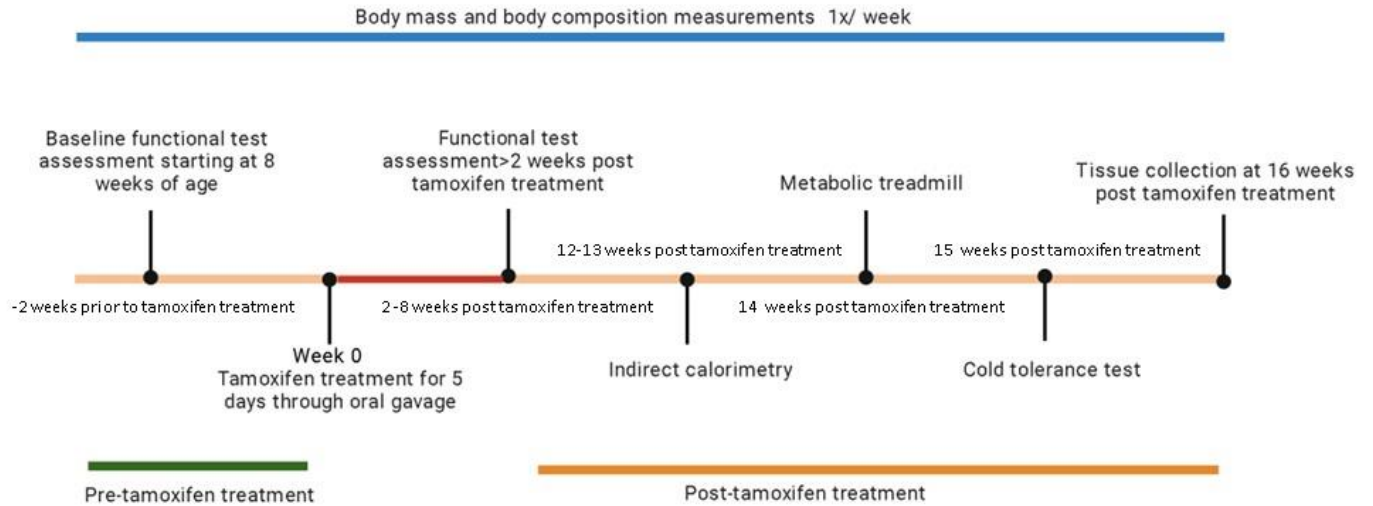 Body mass and body composition measurements 1x/ week
Baseline functional test
assessment starting at 8
weeks of age
Functional test
assessment>2 weeks post
tamoxifen treatment
Metabolic treadmill
Tissue collection at 16 weeks
post tamoxifen treatment
12-13 weeks post tamoxifen treatment
15 weeks post tamoxifen treatment
-2 weeks prior to tamoxifen treatment
2-8 weeks post tamoxifen treatment
14 weeks post tamoxifen treatment
Week 0
Tamoxifen treatment for 5
days through oral gavage
Indirect calorimetry
Cold tolerance test
Pre-tamoxifen treatment
Post-tamoxifen treatment